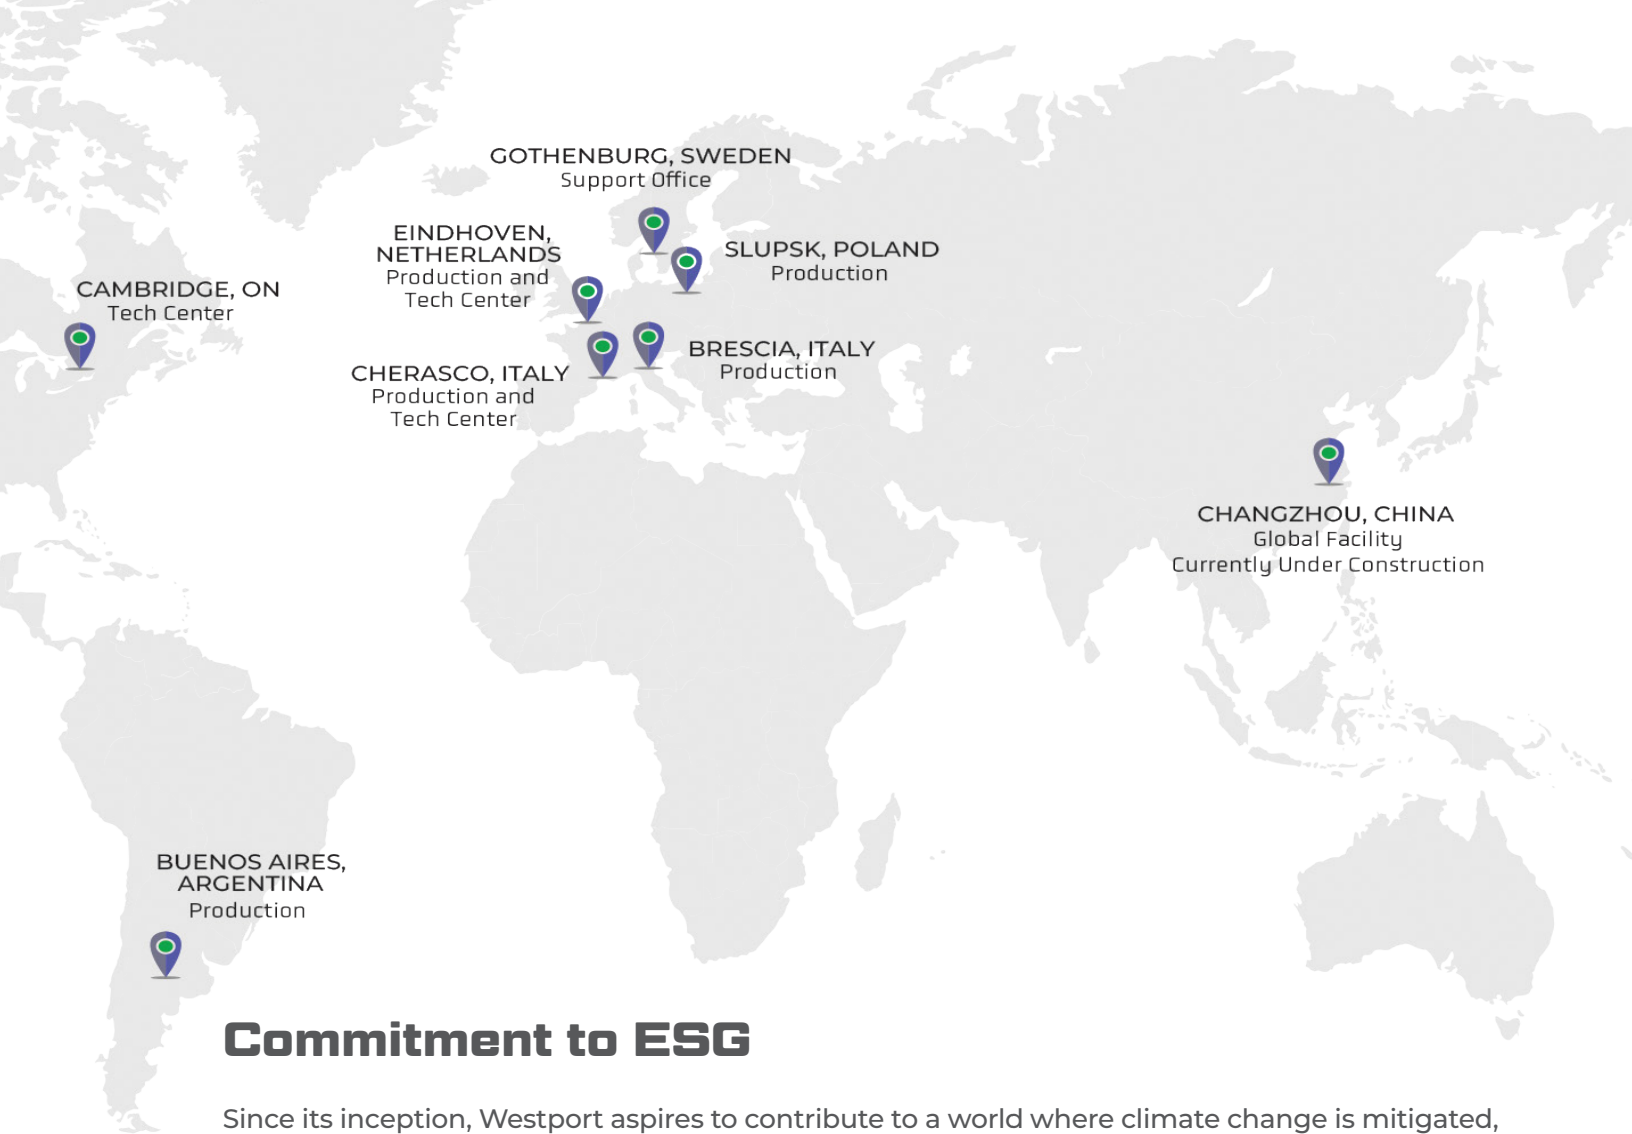 GOTHENBURG, SWEDEN
Support Office
EINDHOVEN,
NETHERLANDS
Production and
Tech Center
SLUPSK, POLAND
Production
CAMBRIDGE, ON
Tech Center
BRESCIA, ITALY
Production
CHERASCO, ITALY
Production and
Tech Center
CHANGZHOU, CHINA
Global Facility
Currently Under Construction
BUENOS AIRES,
ARGENTINA
Production
Commitment to ESG
Since its inception, Westport aspires to contribute to a world where climate change is mitigated,